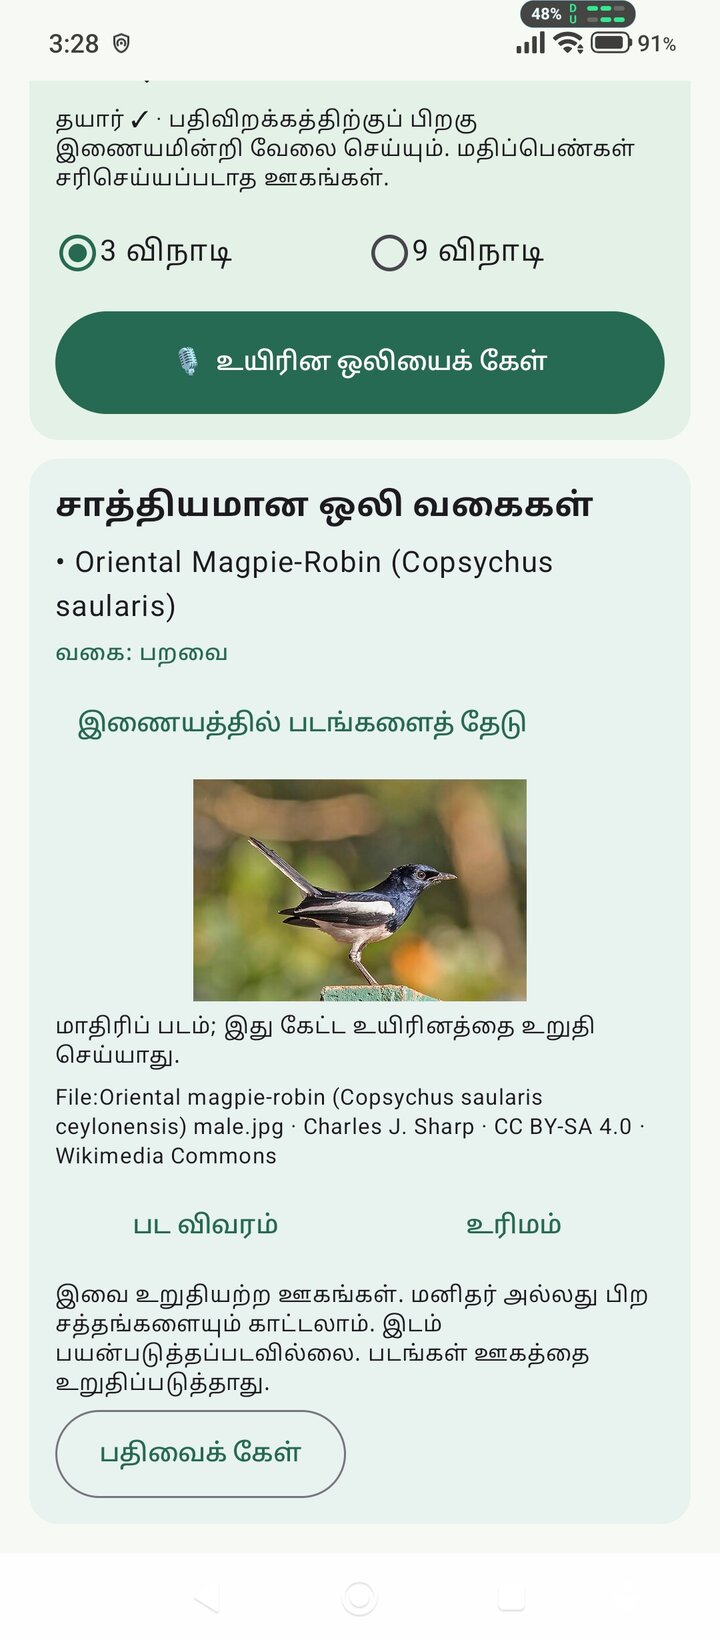 48% D U
3:28 91%
தயார் ✓ · பதிவிறக்கத்திற்குப் பிறகு
இணையமின்றி வேலை செய்யும். மதிப்பெண்கள்
சரிசெய்யப்படாத ஊகங்கள்.
3 விநாடி 9 விநாடி
உயிரின ஒலியைக் கேள்
சாத்தியமான ஒலி வகைகள்
• Oriental Magpie-Robin (Copsychus
saularis)
வகை: பறவை
இணையத்தில் படங்களைத் தேடு
மாதிரிப் படம்; இது கேட்ட உயிரினத்தை உறுதி
செய்யாது.
File:Oriental magpie-robin (Copsychus saularis
ceylonensis) male.jpg · Charles J. Sharp · CC BY-SA 4.0 ·
Wikimedia Commons
பட விவரம் உரிமம்
இவை உறுதியற்ற ஊகங்கள். மனிதர் அல்லது பிற
சத்தங்களையும் காட்டலாம். இடம்
பயன்படுத்தப்படவில்லை. படங்கள் ஊகத்தை
உறுதிப்படுத்தாது.
பதிவைக் கேள்